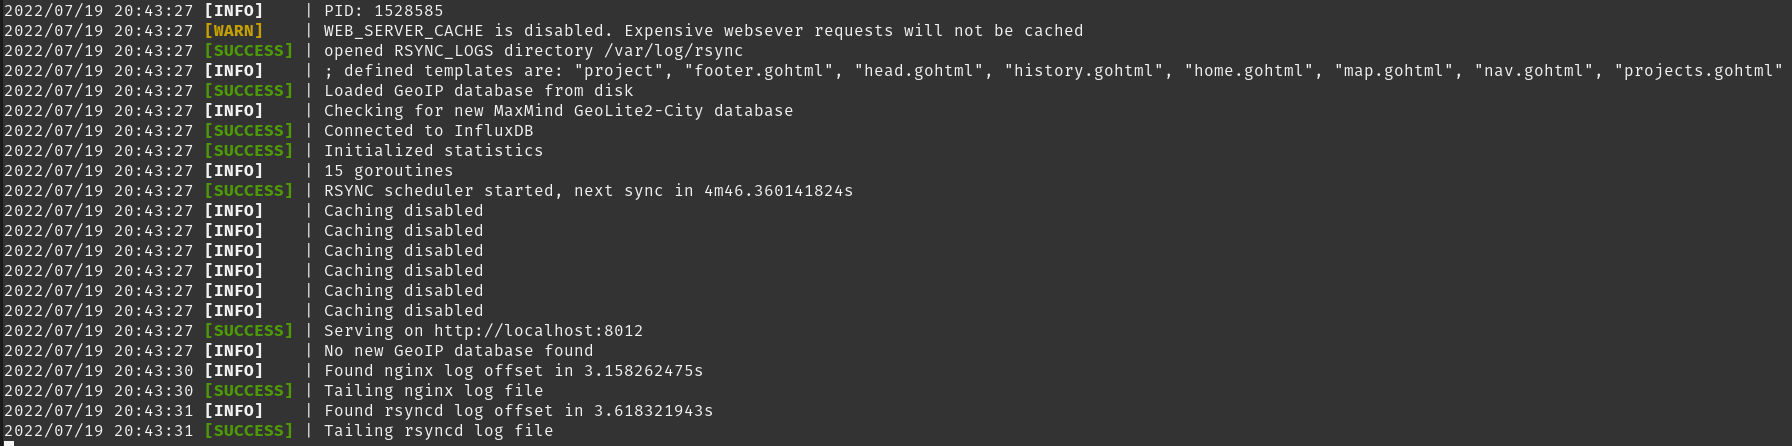 2022/07/19 20:43:27 [INFO]    | PID: 1528585
2022/07/19 20:43:27 [WARN]    | WEB_SERVER_CACHE is disabled. Expensive websever requests will not be cached
2022/07/19 20:43:27 [SUCCESS] | opened RSYNC_LOGS directory /var/log/rsync
2022/07/19 20:43:27 [INFO]    | ; defined templates are: "project", "footer.gohtml", "head.gohtml", "history.gohtml", "home.gohtml", "map.gohtml", "nav.gohtml", "projects.gohtml"
2022/07/19 20:43:27 [SUCCESS] | Loaded GeoIP database from disk
2022/07/19 20:43:27 [INFO]    | Checking for new MaxMind GeoLite2-City database
2022/07/19 20:43:27 [SUCCESS] | Connected to InfluxDB
2022/07/19 20:43:27 [SUCCESS] | Initialized statistics
2022/07/19 20:43:27 [INFO]    | 15 goroutines
2022/07/19 20:43:27 [SUCCESS] | RSYNC scheduler started, next sync in 4m46.360141824s
2022/07/19 20:43:27 [INFO]    | Caching disabled
2022/07/19 20:43:27 [INFO]    | Caching disabled
2022/07/19 20:43:27 [INFO]    | Caching disabled
2022/07/19 20:43:27 [INFO]    | Caching disabled
2022/07/19 20:43:27 [INFO]    | Caching disabled
2022/07/19 20:43:27 [INFO]    | Caching disabled
2022/07/19 20:43:27 [SUCCESS] | Serving on http://localhost:8012
2022/07/19 20:43:27 [INFO]    | No new GeoIP database found
2022/07/19 20:43:30 [INFO]    | Found nginx log offset in 3.158262475s
2022/07/19 20:43:30 [SUCCESS] | Tailing nginx log file
2022/07/19 20:43:31 [INFO]    | Found rsyncd log offset in 3.618321943s
2022/07/19 20:43:31 [SUCCESS] | Tailing rsyncd log file